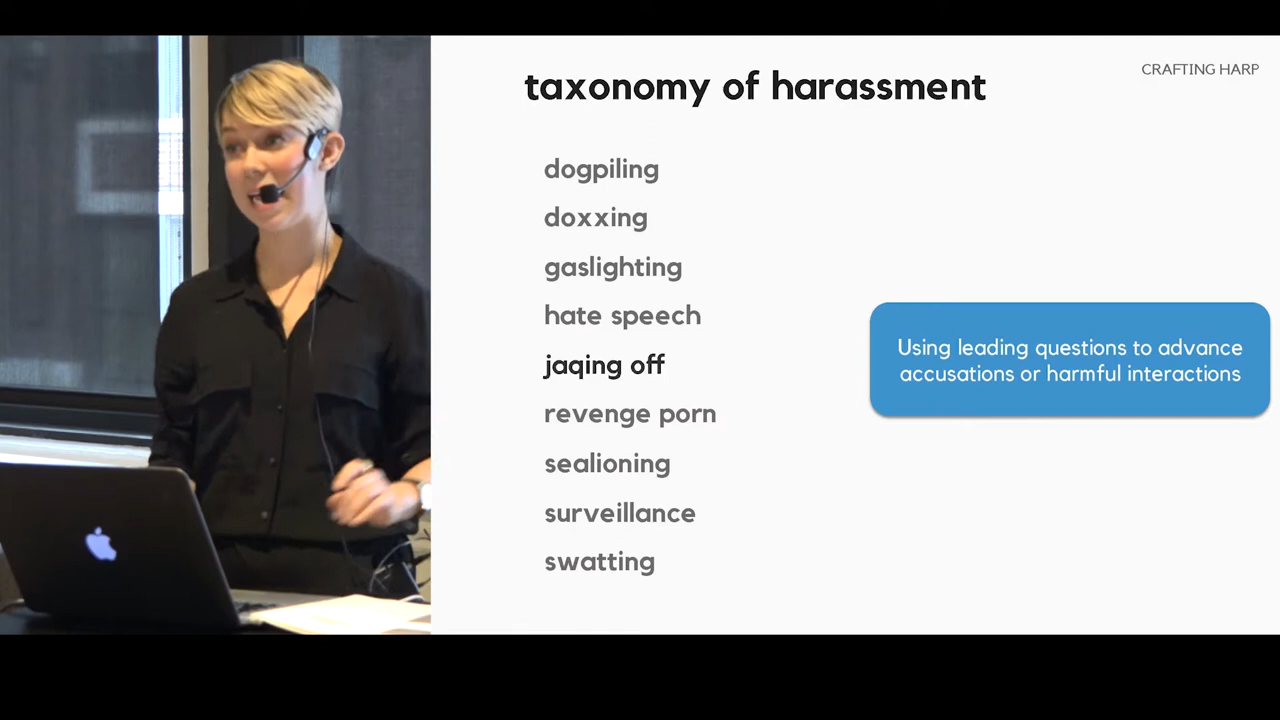 taxonomy of harassment
CRAFTING HARP
dogpiling
doxxing
gaslighting
hate speech
jaqing off
revenge porn
sealioning
surveillance
swatting
Using leading questions to advance
accusations or harmful interactions